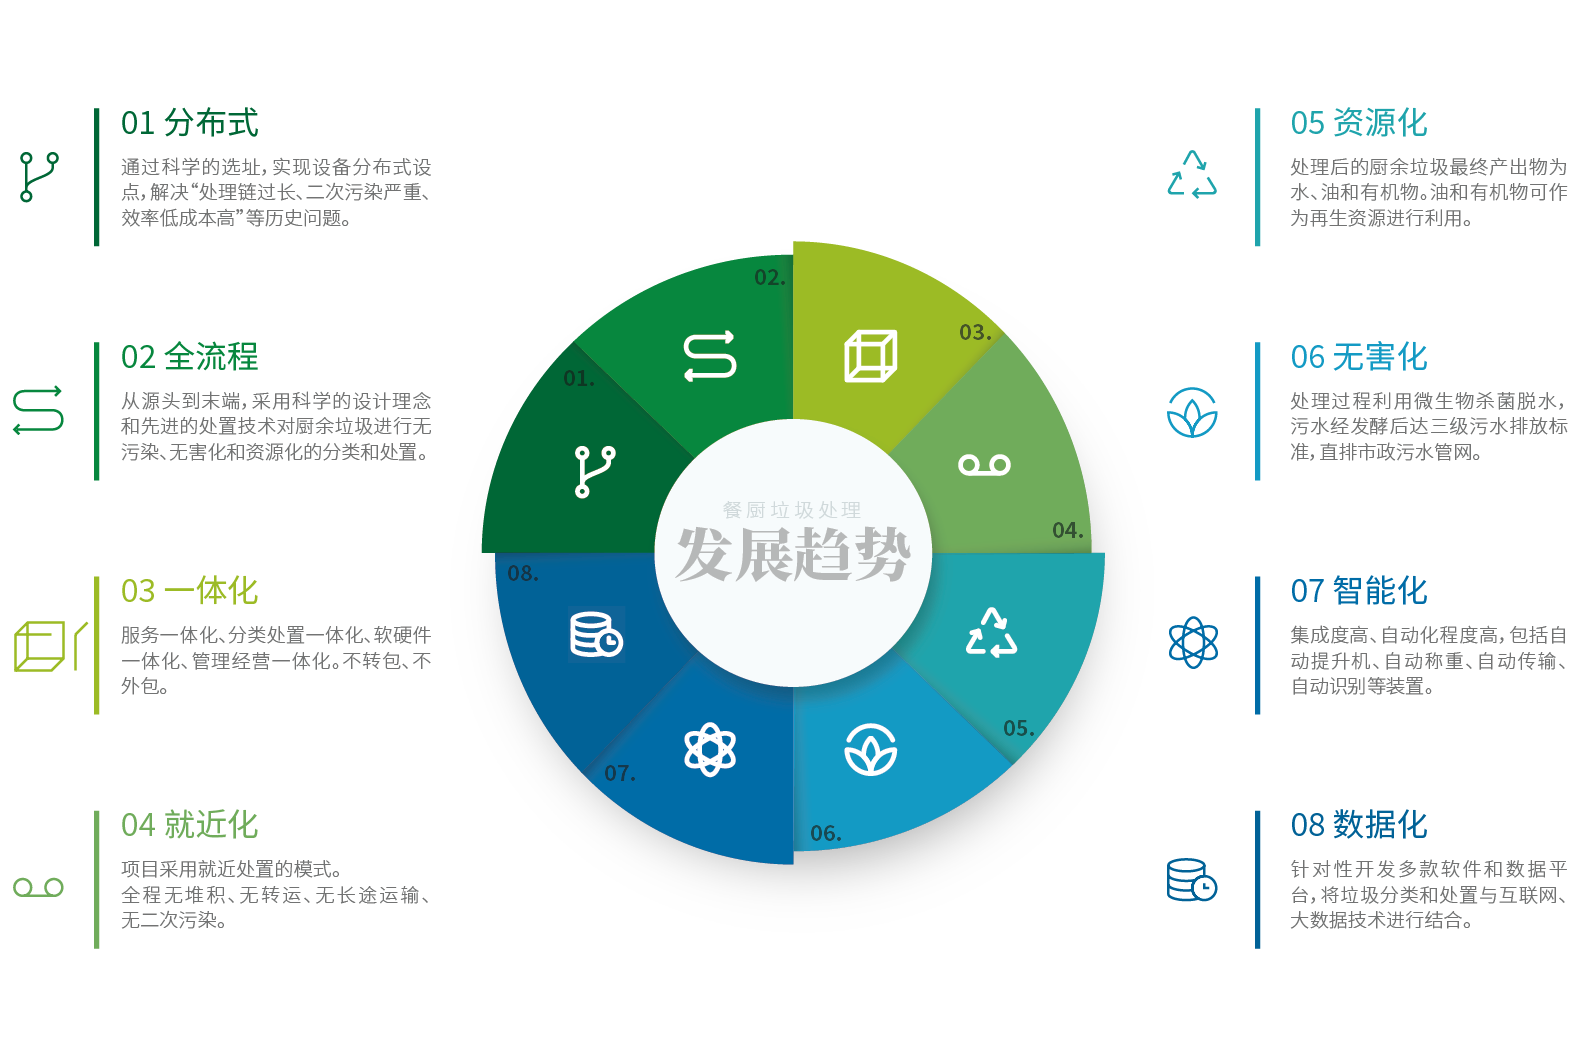 01 分布式
通过科学的选址，实现设备分布式设
点，解决“处理链过长、二次污染严重、
效率低成本高”等历史问题。
02 全流程
从源头到末端，采用科学的设计理念
和先进的处置技术对厨余垃圾进行无
污染、无害化和资源化的分类和处置。
03 一体化
服务一体化、分类处置一体化、软硬件
一体化、管理经营一体化。不转包、不
外包。
04 就近化
项目采用就近处置的模式。
全程无堆积、无转运、无长途运输、
无二次污染。
02.
03.
01.
04.
餐厨垃圾处理
发展趋势
08.
05.
07.
06.
05 资源化
处理后的厨余垃圾最终产出物为
水、油和有机物。油和有机物可作
为再生资源进行利用。
06 无害化
处理过程利用微生物杀菌脱水，
污水经发酵后达三级污水排放标
准，直排市政污水管网。
07 智能化
集成度高、自动化程度高，包括自
动提升机、自动称重、自动传输、
自动识别等装置。
08 数据化
针对性开发多款软件和数据平
台，将垃圾分类和处置与互联网、
大数据技术进行结合。